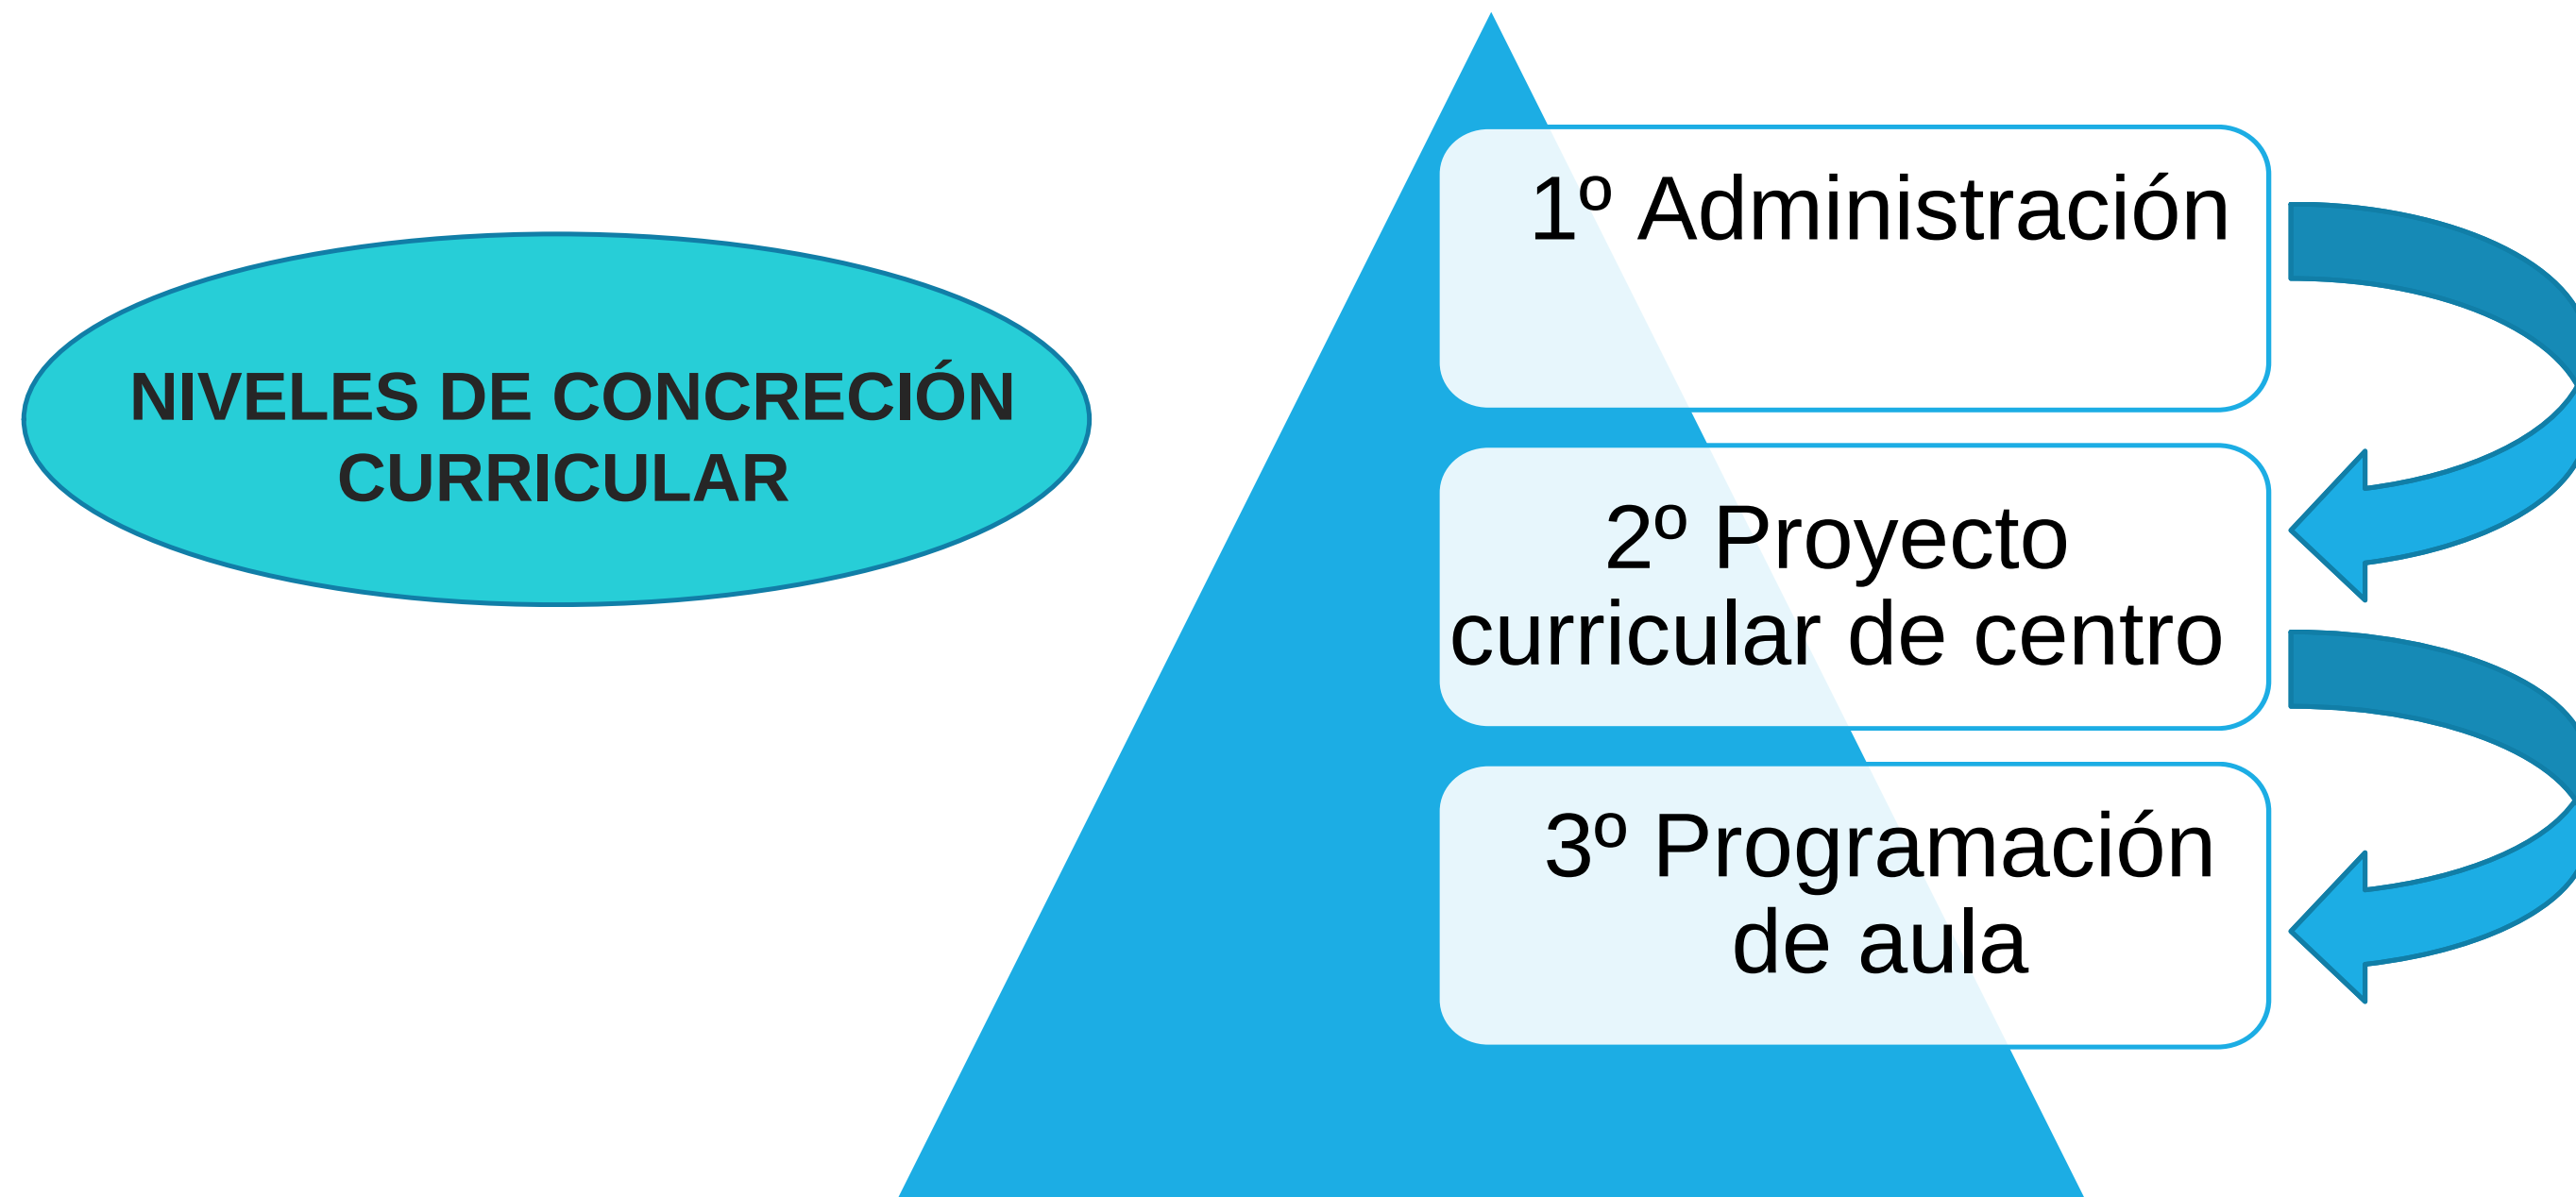 NIVELES DE CONCRECIÓN
CURRICULAR
1º Administración
2º Proyecto
curricular de centro
3º Programación
de aula